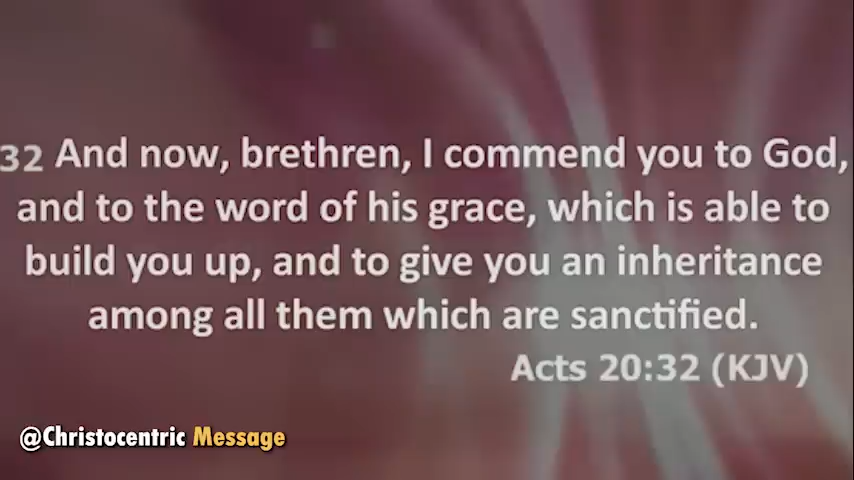 32 And now, brethren, I commend you to God,
and to the word of his grace, which is able to
build you up, and to give you an inheritance
among all them which are sanctified.
Acts 20:32 (KJV)
@Christocentric Message